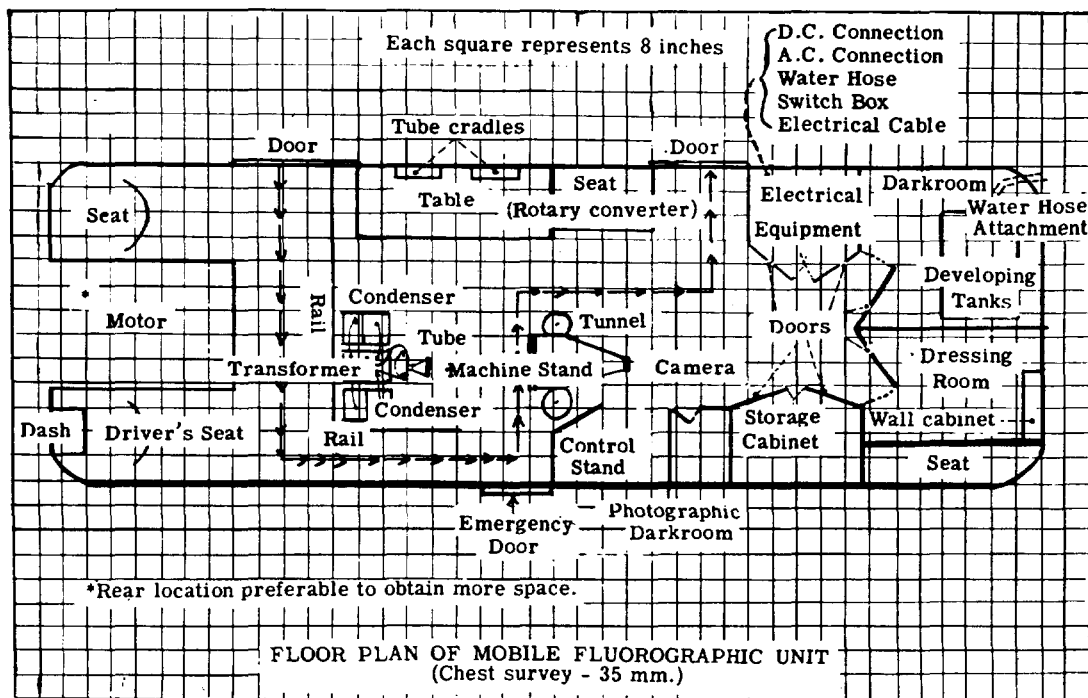 Each square represents 8 inches
D.C. Connection
A.C. Connection
Water Hose
Switch Box
Electrical Cable
Door
Tube cradles
Door
Seat
Table
Seat
(Rotary converter)
Electrical
Equipment
Darkroom
Water Hose
Attachment
Developing
Tanks
Rail
Condenser
Motor
*
Tube
Tunnel
Doors
Transformer
Machine Stand
Camera
Dressing
Room
Condenser
Dash
Driver's Seat
Rail
Control
Stand
Storage
Cabinet
Wall cabinet
Seat
Emergency
Door
Photographic
Darkroom
*Rear location preferable to obtain more space.
FLOOR PLAN OF MOBILE FLUOROGRAPHIC UNIT
(Chest survey - 35 mm.)